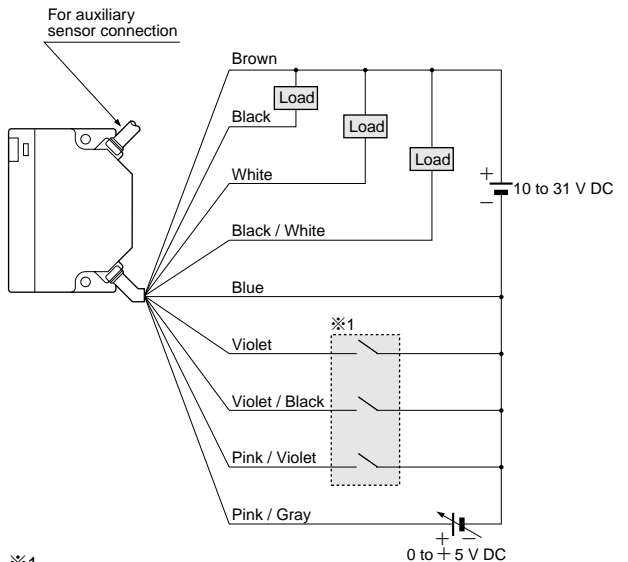 For auxiliary
sensor connection
Brown
Load
Black
Load
White
Load
+
− 10 to 31 V DC
Black / White
Blue
※1
Violet
Violet / Black
Pink / Violet
Pink / Gray
+ −
0 to + 5 V DC
※1